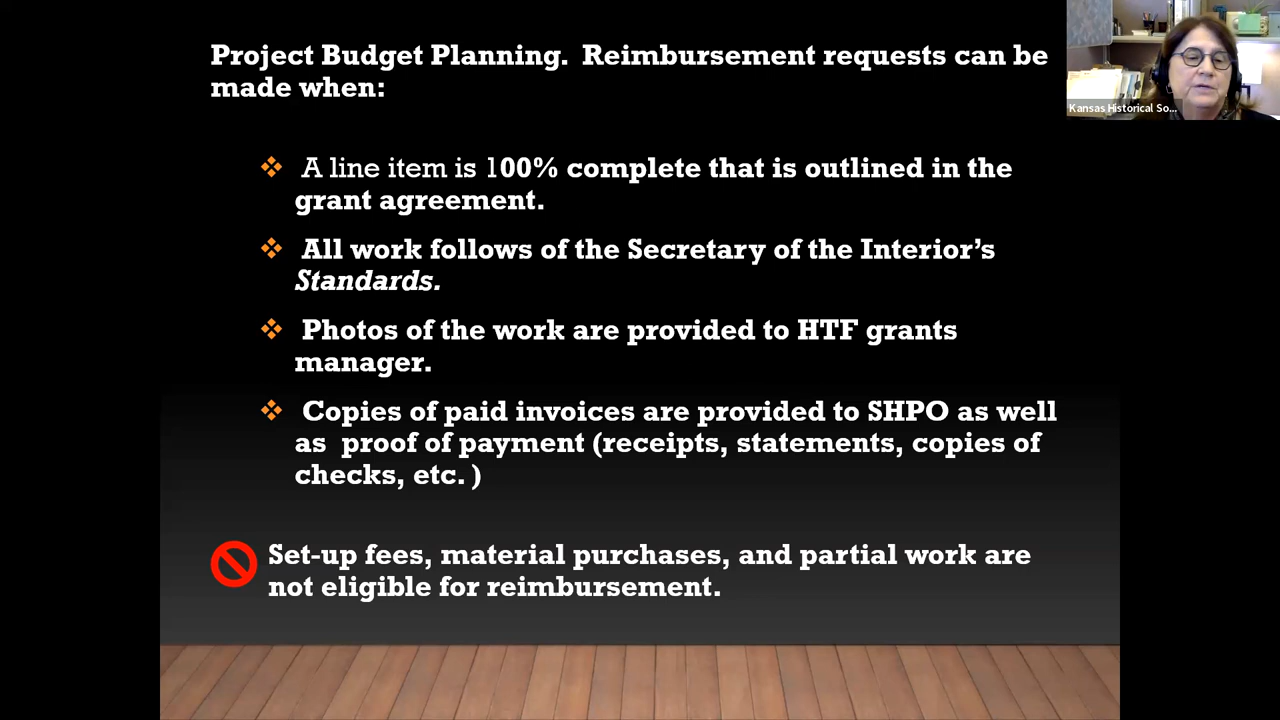 Project Budget Planning.  Reimbursement requests can be
made when:
A line item is 100% complete that is outlined in the
grant agreement.
All work follows of the Secretary of the Interior’s
Standards.
Photos of the work are provided to HTF grants
manager.
Copies of paid invoices are provided to SHPO as well
as  proof of payment (receipts, statements, copies of
checks, etc. )
Set-up fees, material purchases, and partial work are
not eligible for reimbursement.
Kansas Historical So...